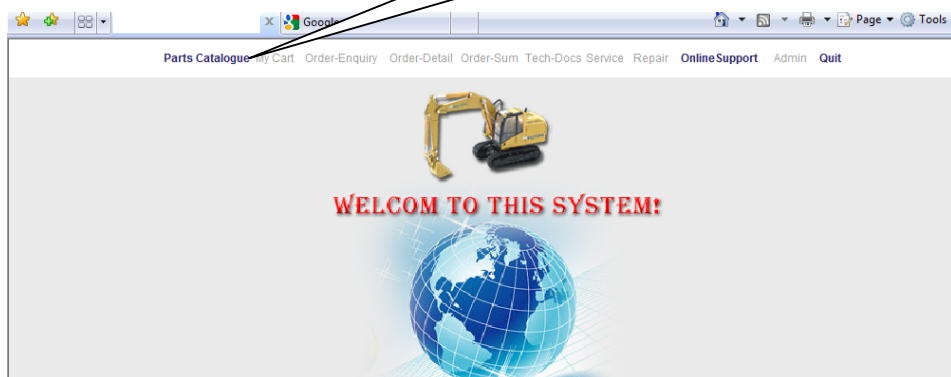 Google
Page Tools
Parts Catalogue My Cart Order-Enquiry Order-Detail Order-Sum Tech-Docs Service Repair OnlineSupport Admin Quit
WELCOM TO THIS SYSTEM!